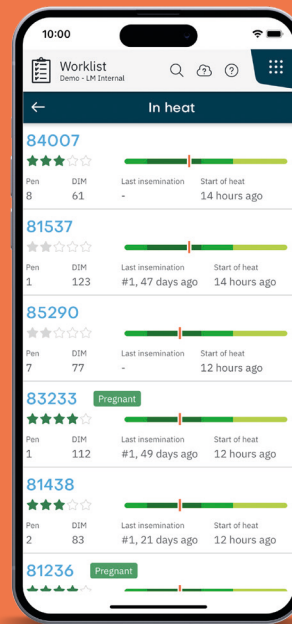 10:00
Worklist
Demo - LM Internal
In heat
84007
Pen DIM Last insemination Start of heat
8 61 - 14 hours ago
81537
Pen DIM Last insemination Start of heat
1 123 #1, 47 days ago 14 hours ago
85290
Pen DIM Last insemination Start of heat
7 77 - 12 hours ago
83233 Pregnant
Pen DIM Last insemination Start of heat
1 112 #1, 49 days ago 12 hours ago
81438
Pen DIM Last insemination Start of heat
2 83 #1, 21 days ago 12 hours ago
81236 Pregnant